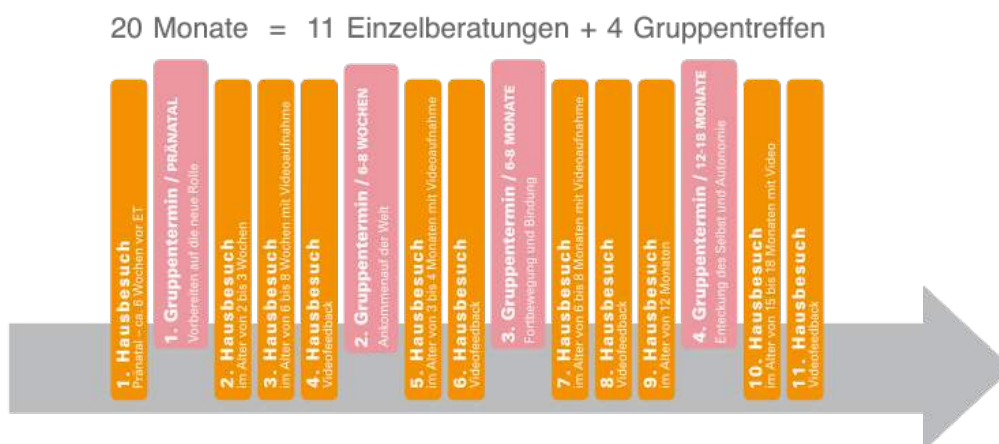 20 Monate = 11 Einzelberatungen + 4 Gruppentreffen
1. Hausbesuch
Pränatal – ca. 6 Wochen vor ET
1. Gruppentermin / PRÄNATAL
Vorbereiten auf die neue Rolle
2. Hausbesuch
im Alter von 2 bis 3 Wochen
3. Hausbesuch
im Alter von 6 bis 8 Wochen mit Videoaufnahme
4. Hausbesuch
Videofeedback
2. Gruppentermin / 6-8 WOCHEN
Ankommenauf der Welt
5. Hausbesuch
im Alter von 3 bis 4 Monaten mit Videoaufnahme
6. Hausbesuch
Videofeedback
3. Gruppentermin / 6-8 MONATE
Fortbewegung und Bindung
7. Hausbesuch
im Alter von 6 bis 8 Monaten mit Videoaufnahme
8. Hausbesuch
Videofeedback
9. Hausbesuch
im Alter von 12 Monaten
4. Gruppentermin / 12-18 MONATE
Enteckung des Selbst und Autonomie
10. Hausbesuch
im Alter von 15 bis 18 Monaten mit Video
11. Hausbesuch
Videofeedback